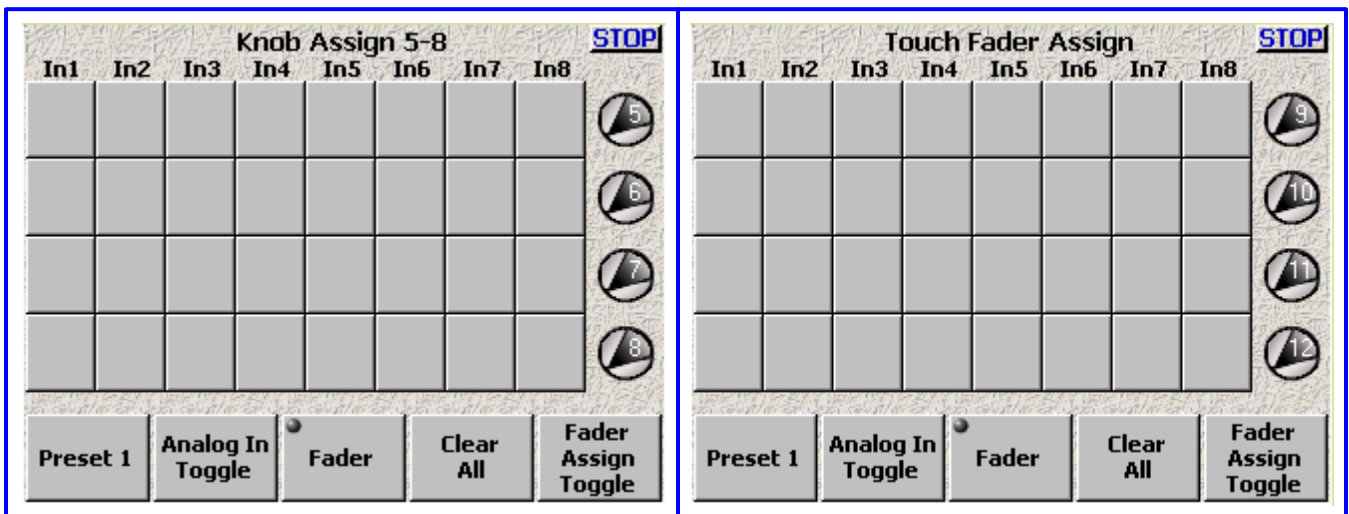 Knob Assign 5-8
STOP
In1 In2 In3 In4 In5 In6 In7 In8
5
6
7
8
Preset 1
Analog In
Toggle
Fader
Clear
All
Fader
Assign
Toggle
Touch Fader Assign
STOP
In1 In2 In3 In4 In5 In6 In7 In8
9
10
11
12
Preset 1
Analog In
Toggle
Fader
Clear
All
Fader
Assign
Toggle